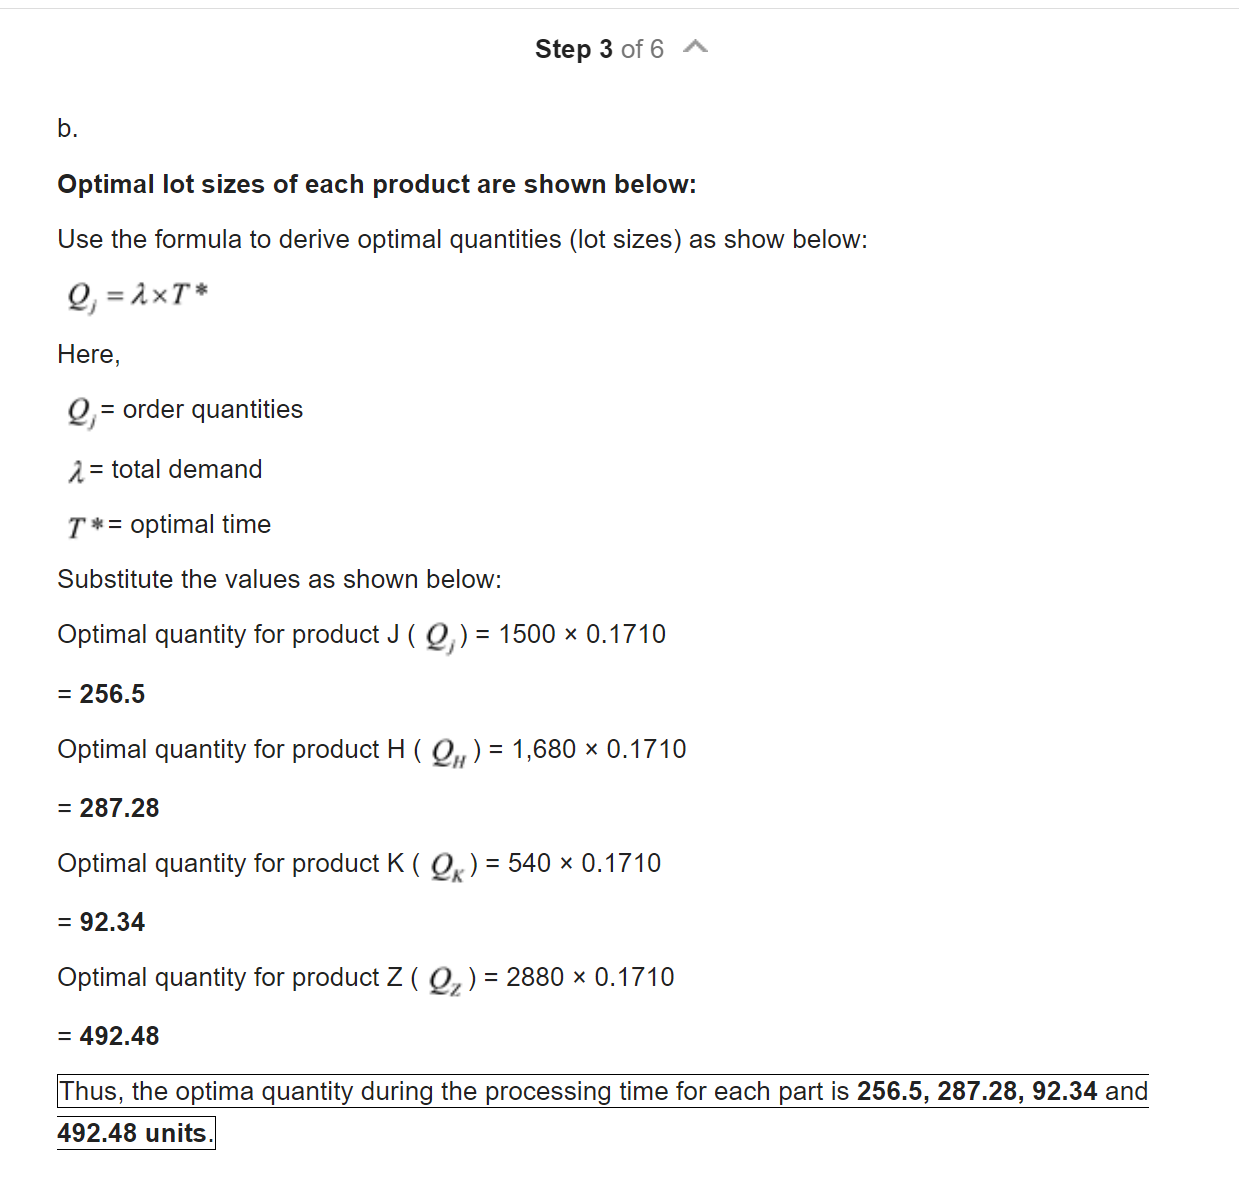 Step 3 of 6
b.
Optimal lot sizes of each product are shown below:
Use the formula to derive optimal quantities (lot sizes) as show below:
Q_j = λ×T*
Here,
Q_j = order quantities
λ = total demand
T* = optimal time
Substitute the values as shown below:
Optimal quantity for product J ( Q_j ) = 1500 × 0.1710
= 256.5
Optimal quantity for product H ( Q_H ) = 1,680 × 0.1710
= 287.28
Optimal quantity for product K ( Q_K ) = 540 × 0.1710
= 92.34
Optimal quantity for product Z ( Q_Z ) = 2880 × 0.1710
= 492.48
Thus, the optima quantity during the processing time for each part is 256.5, 287.28, 92.34 and
492.48 units.